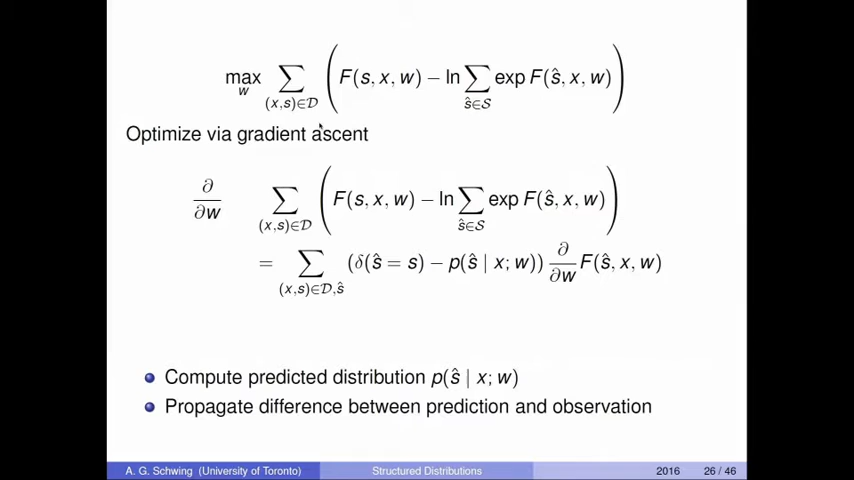 max_w ∑_{(x,s)∈𝒟} ( F(s, x, w) − ln ∑_{ŝ∈𝒮} exp F(ŝ, x, w) )
Optimize via gradient ascent
∂/∂w ∑_{(x,s)∈𝒟} ( F(s, x, w) − ln ∑_{ŝ∈𝒮} exp F(ŝ, x, w) )
= ∑_{(x,s)∈𝒟,ŝ} (δ(ŝ = s) − p(ŝ | x; w)) ∂/∂w F(ŝ, x, w)
Compute predicted distribution p(ŝ | x; w)
Propagate difference between prediction and observation
A. G. Schwing (University of Toronto) Structured Distributions 2016 26 / 46